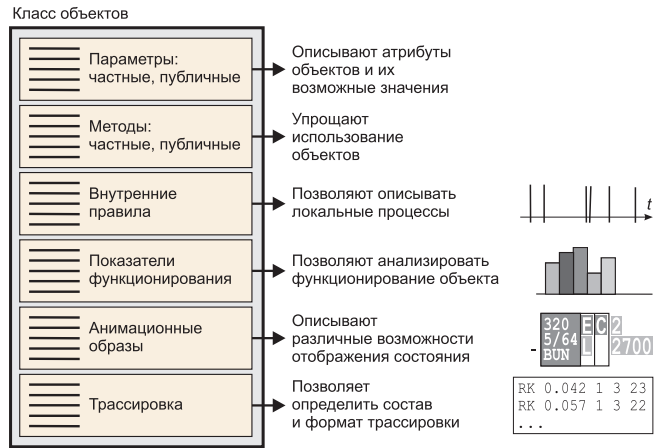 Класс объектов
Параметры:
частные, публичные
Описывают атрибуты
объектов и их
возможные значения
Методы:
частные, публичные
Упрощают
использование
объектов
Внутренние
правила
Позволяют описывать
локальные процессы
t
Показатели
функционирования
Позволяют анализировать
функционирование объекта
Анимационные
образы
Описывают
различные возможности
отображения состояния
320
5/64
BUN
E C 2
L 2700
Трассировка
Позволяет
определить состав
и формат трассировки
RK 0.042 1 3 23
RK 0.057 1 3 22
...